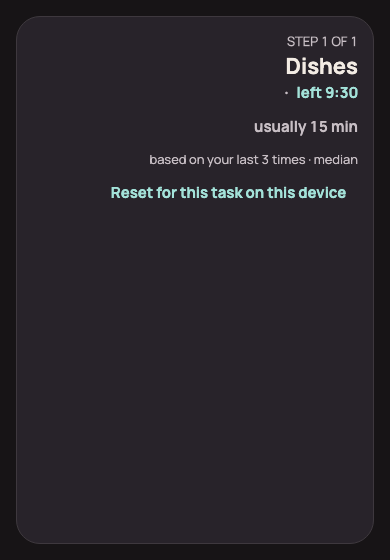 STEP 1 OF 1
Dishes
· left 9:30
usually 15 min
based on your last 3 times · median
Reset for this task on this device